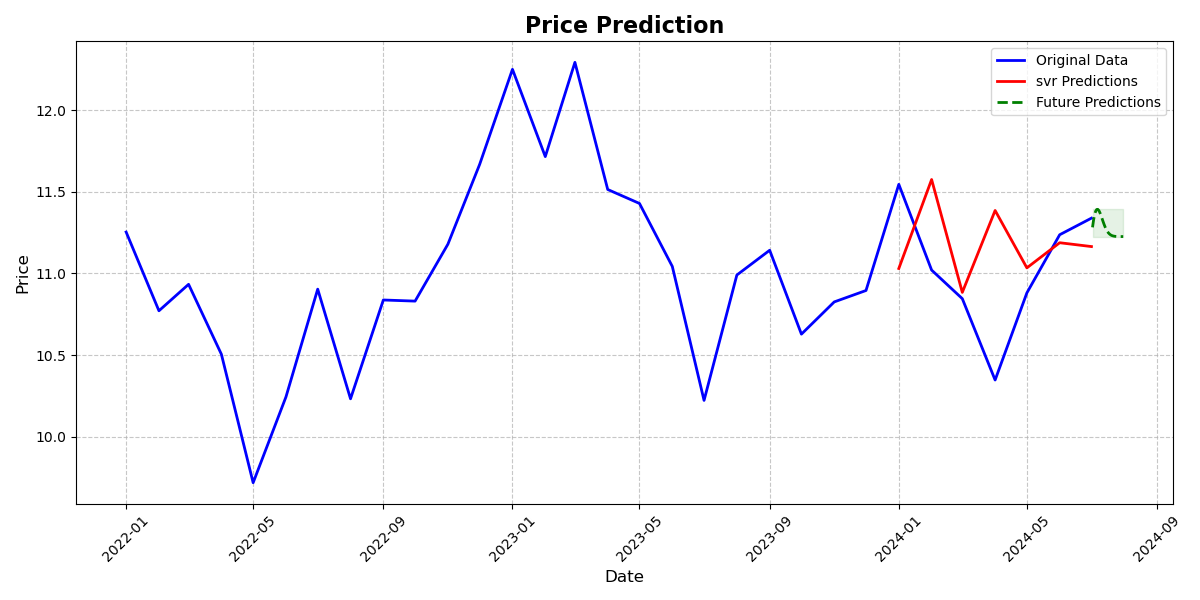 Price Prediction
Original Data
svr Predictions
Future Predictions
Price
12.0
11.5
11.0
10.5
10.0
2022-01
2022-05
2022-09
2023-01
2023-05
2023-09
2024-01
2024-05
2024-09
Date